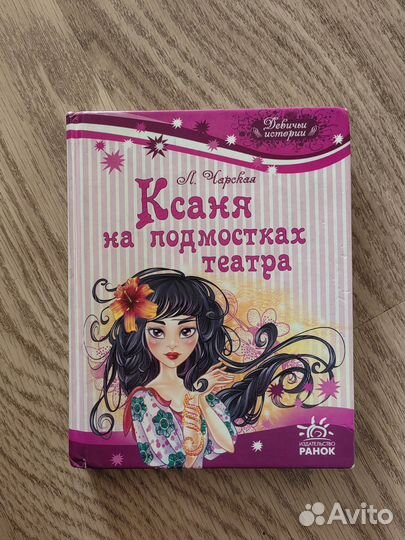 Девичьи
истории
Л. Чарская
Ксаня
на подмостках
театра
ИЗДАТЕЛЬСТВО
РАНОК
Avito